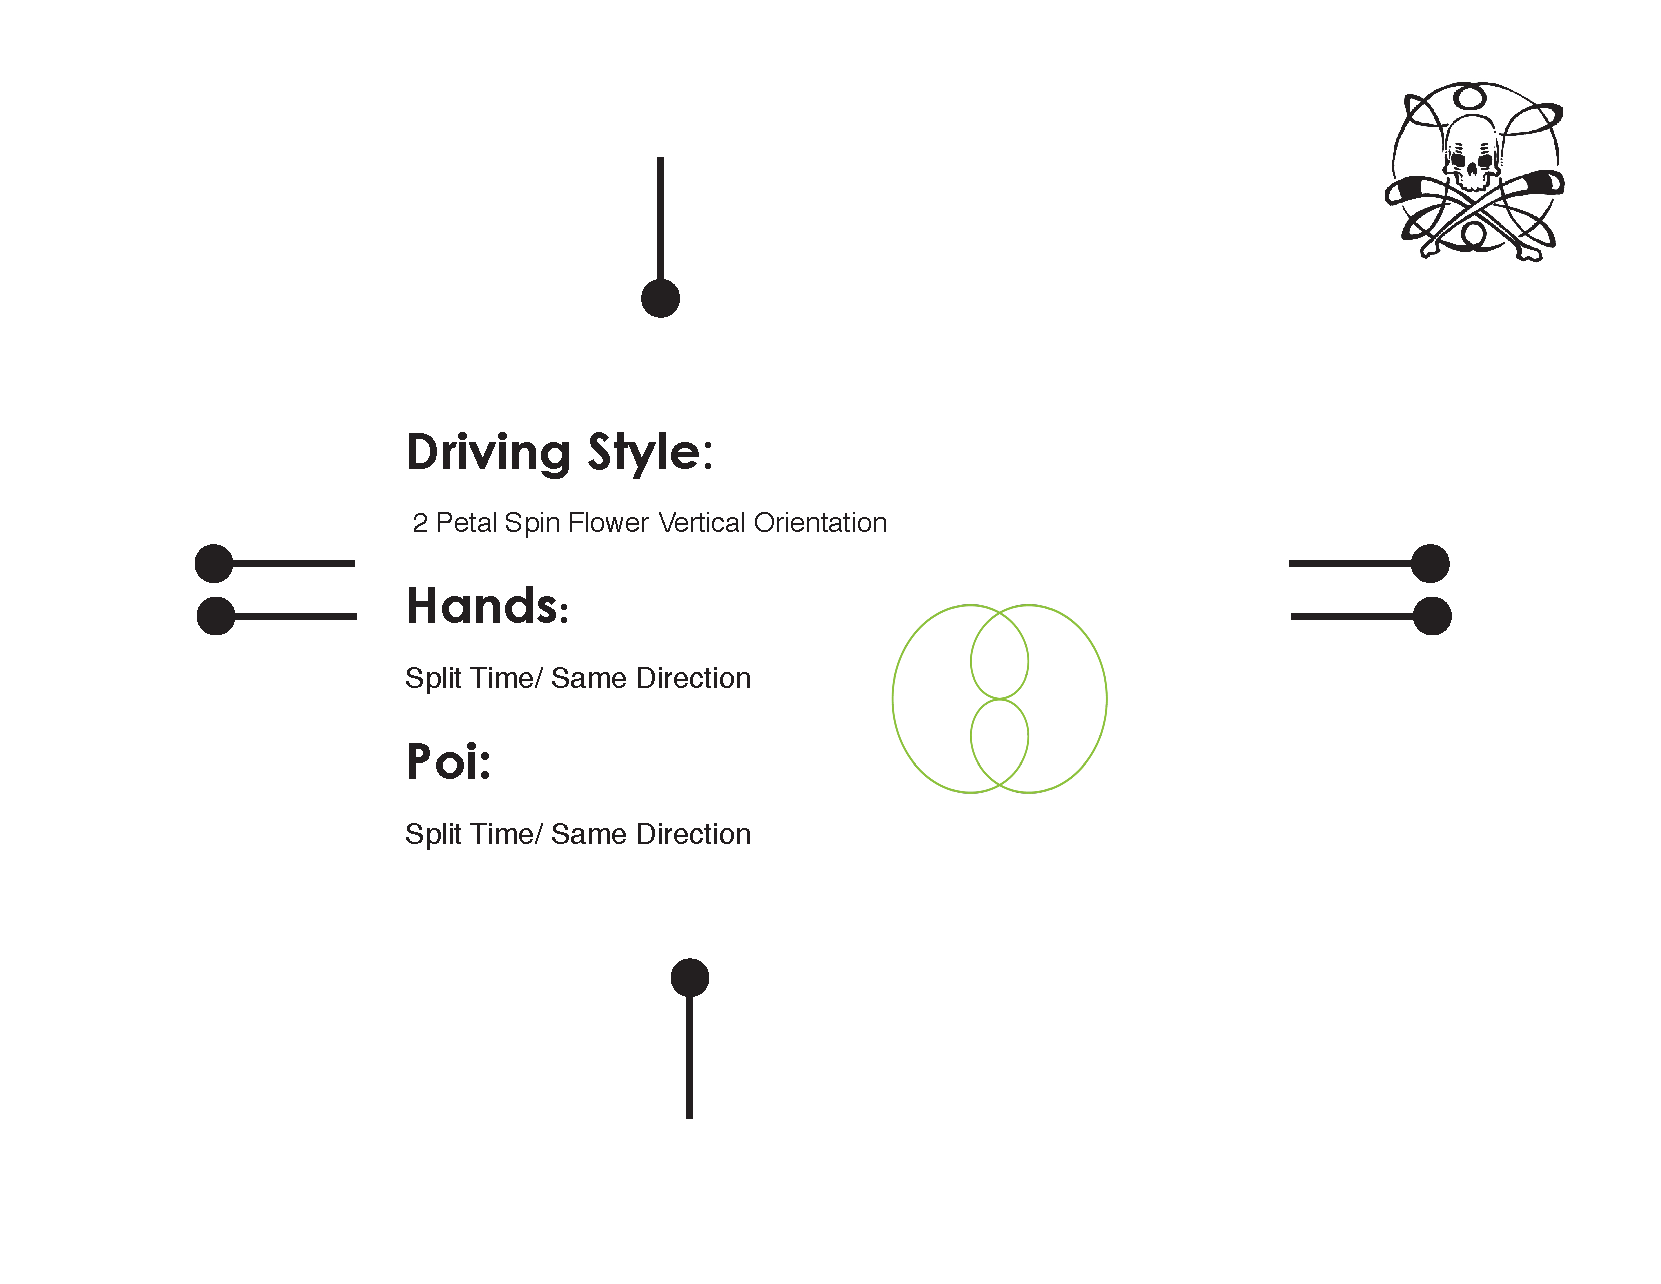 Driving Style:
2 Petal Spin Flower Vertical Orientation
Hands:
Split Time/ Same Direction
Poi:
Split Time/ Same Direction